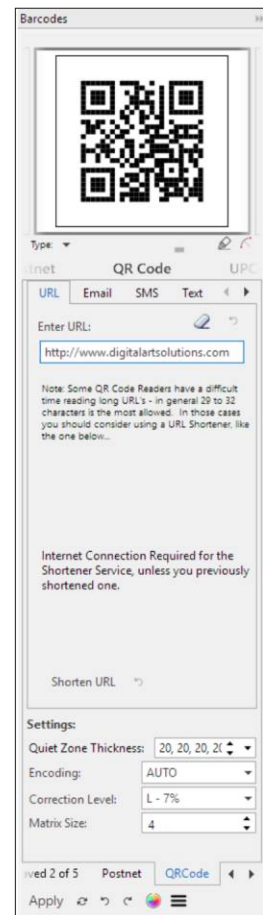 Barcodes
Type:
tnet QR Code UPC
URL Email SMS Text
Enter URL:
http://www.digitalartsolutions.com
Note: Some QR Code Readers have a difficult
time reading long URL's - in general 29 to 32
characters is the most allowed. In those cases
you should consider using a URL Shortener, like
the one below...
Internet Connection Required for the
Shortener Service, unless you previously
shortened one.
Shorten URL
Settings:
Quiet Zone Thickness: 20, 20, 20, 2(
Encoding: AUTO
Correction Level: L - 7%
Matrix Size: 4
ved 2 of 5 Postnet QRCode
Apply